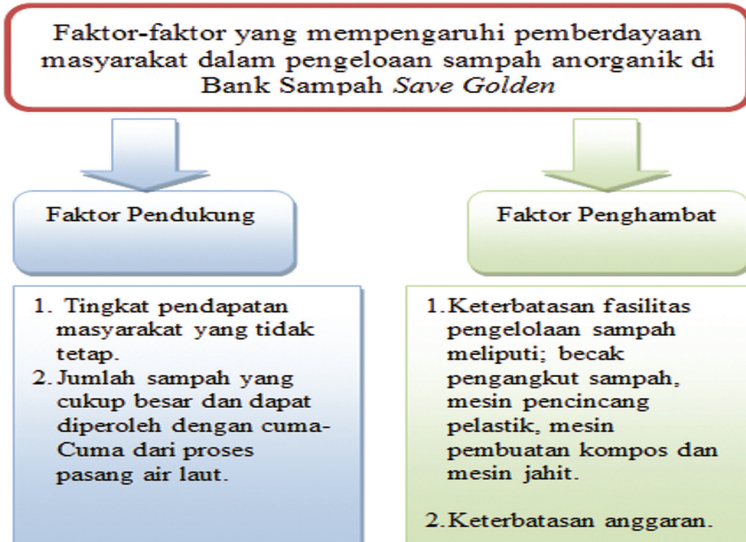 Faktor-faktor yang mempengaruhi pemberdayaan
masyarakat dalam pengeloaan sampah anorganik di
Bank Sampah Save Golden
Faktor Pendukung
1. Tingkat pendapatan
masyarakat yang tidak
tetap.
2. Jumlah sampah yang
cukup besar dan dapat
diperoleh dengan cuma-
Cuma dari proses
pasang air laut.
Faktor Penghambat
1. Keterbatasan fasilitas
pengelolaan sampah
meliputi; becak
pengangkut sampah,
mesin pencincang
pelastik, mesin
pembuatan kompos dan
mesin jahit.
2. Keterbatasan anggaran.